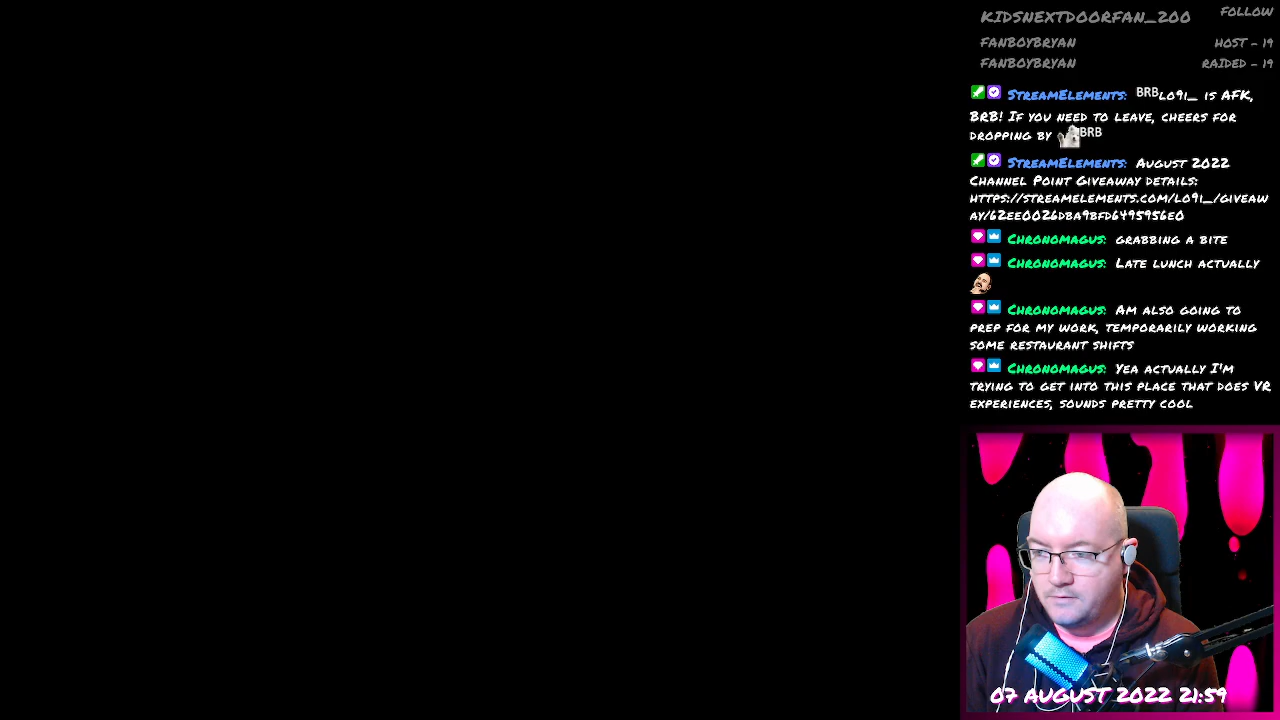 KIDSNEXTDOORFAN_200 FOLLOW
FANBOYBRYAN HOST - 19
FANBOYBRYAN RAIDED - 19
StreamElements: BRB lo9i_ is AFK,
BRB! If you need to leave, cheers for
dropping by BRB
StreamElements: August 2022
Channel Point Giveaway details:
https://streamelements.com/lo9i_/giveaw
ay/62ee0026dba9bfd6495956e0
Chronomagus: grabbing a bite
Chronomagus: Late lunch actually
Chronomagus: Am also going to
prep for my work, temporarily working
some restaurant shifts
Chronomagus: Yea actually I'm
trying to get into this place that does VR
experiences, sounds pretty cool
07 AUGUST 2022 21:59